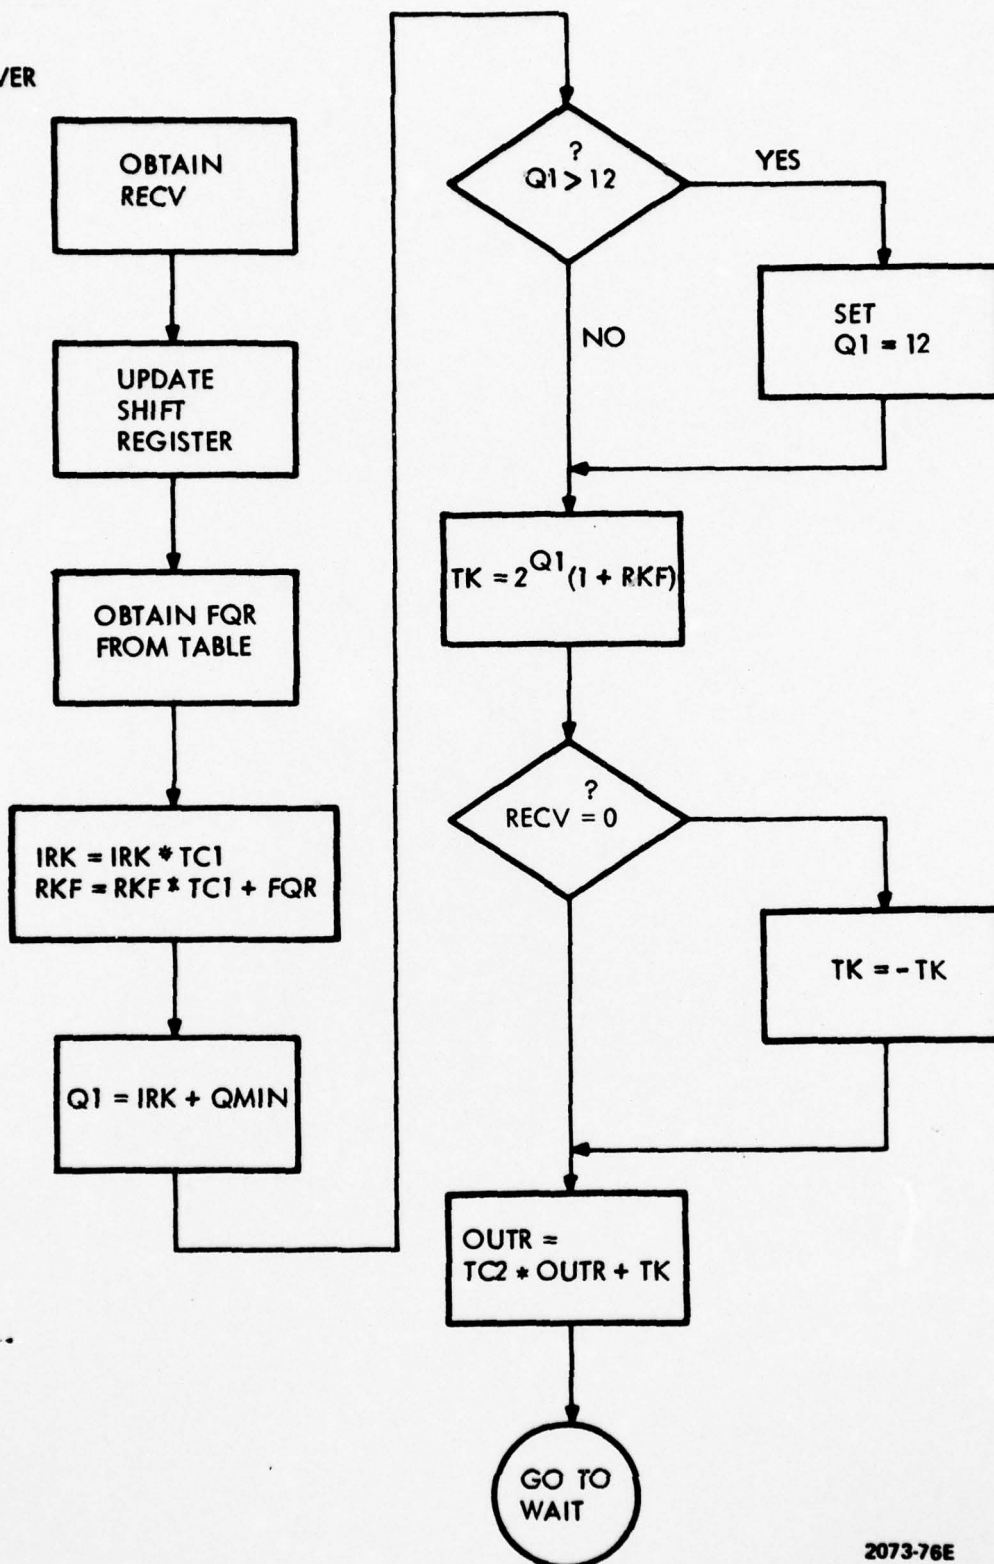 VER
OBTAIN
RECV
UPDATE
SHIFT
REGISTER
OBTAIN FQR
FROM TABLE
IRK = IRK * TC1
RKF = RKF * TC1 + FQR
Q1 = IRK + QMIN
?
Q1 > 12
YES
NO
SET
Q1 = 12
TK = 2^Q1 (1 + RKF)
?
RECV = 0
TK = - TK
OUTR =
TC2 * OUTR + TK
GO TO
WAIT
2073-76E